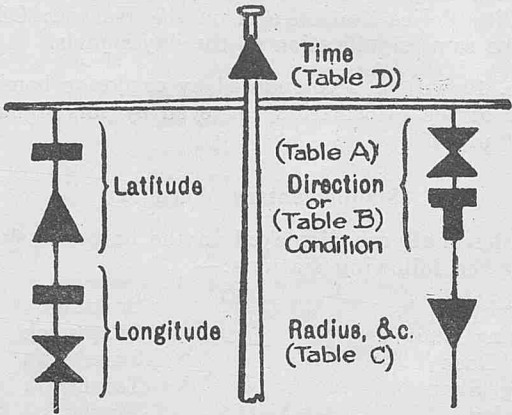 Time
(Table D)
Latitude
Longitude
(Table A)
Direction
or
(Table B)
Condition
Radius, &c.
(Table C)